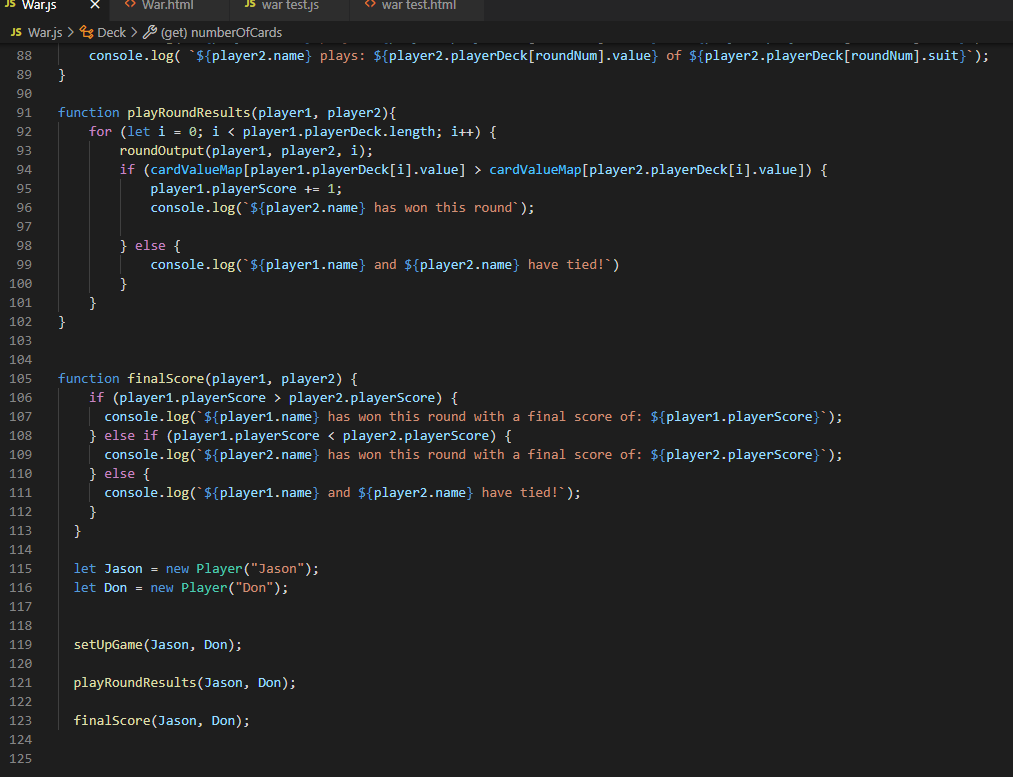 JS War.js × <> War.html JS war test.js <> war test.html
JS War.js > Deck > (get) numberOfCards
88 console.log( `${player2.name} plays: ${player2.playerDeck[roundNum].value} of ${player2.playerDeck[roundNum].suit}`);
89 }
90
91 function playRoundResults(player1, player2){
92 for (let i = 0; i < player1.playerDeck.length; i++) {
93 roundOutput(player1, player2, i);
94 if (cardValueMap[player1.playerDeck[i].value] > cardValueMap[player2.playerDeck[i].value]) {
95 player1.playerScore += 1;
96 console.log(`${player2.name} has won this round`);
97
98 } else {
99 console.log(`${player1.name} and ${player2.name} have tied!`)
100 }
101 }
102 }
103
104
105 function finalScore(player1, player2) {
106 if (player1.playerScore > player2.playerScore) {
107 console.log(`${player1.name} has won this round with a final score of: ${player1.playerScore}`);
108 } else if (player1.playerScore < player2.playerScore) {
109 console.log(`${player2.name} has won this round with a final score of: ${player2.playerScore}`);
110 } else {
111 console.log(`${player1.name} and ${player2.name} have tied!`);
112 }
113 }
114
115 let Jason = new Player("Jason");
116 let Don = new Player("Don");
117
118
119 setUpGame(Jason, Don);
120
121 playRoundResults(Jason, Don);
122
123 finalScore(Jason, Don);
124
125